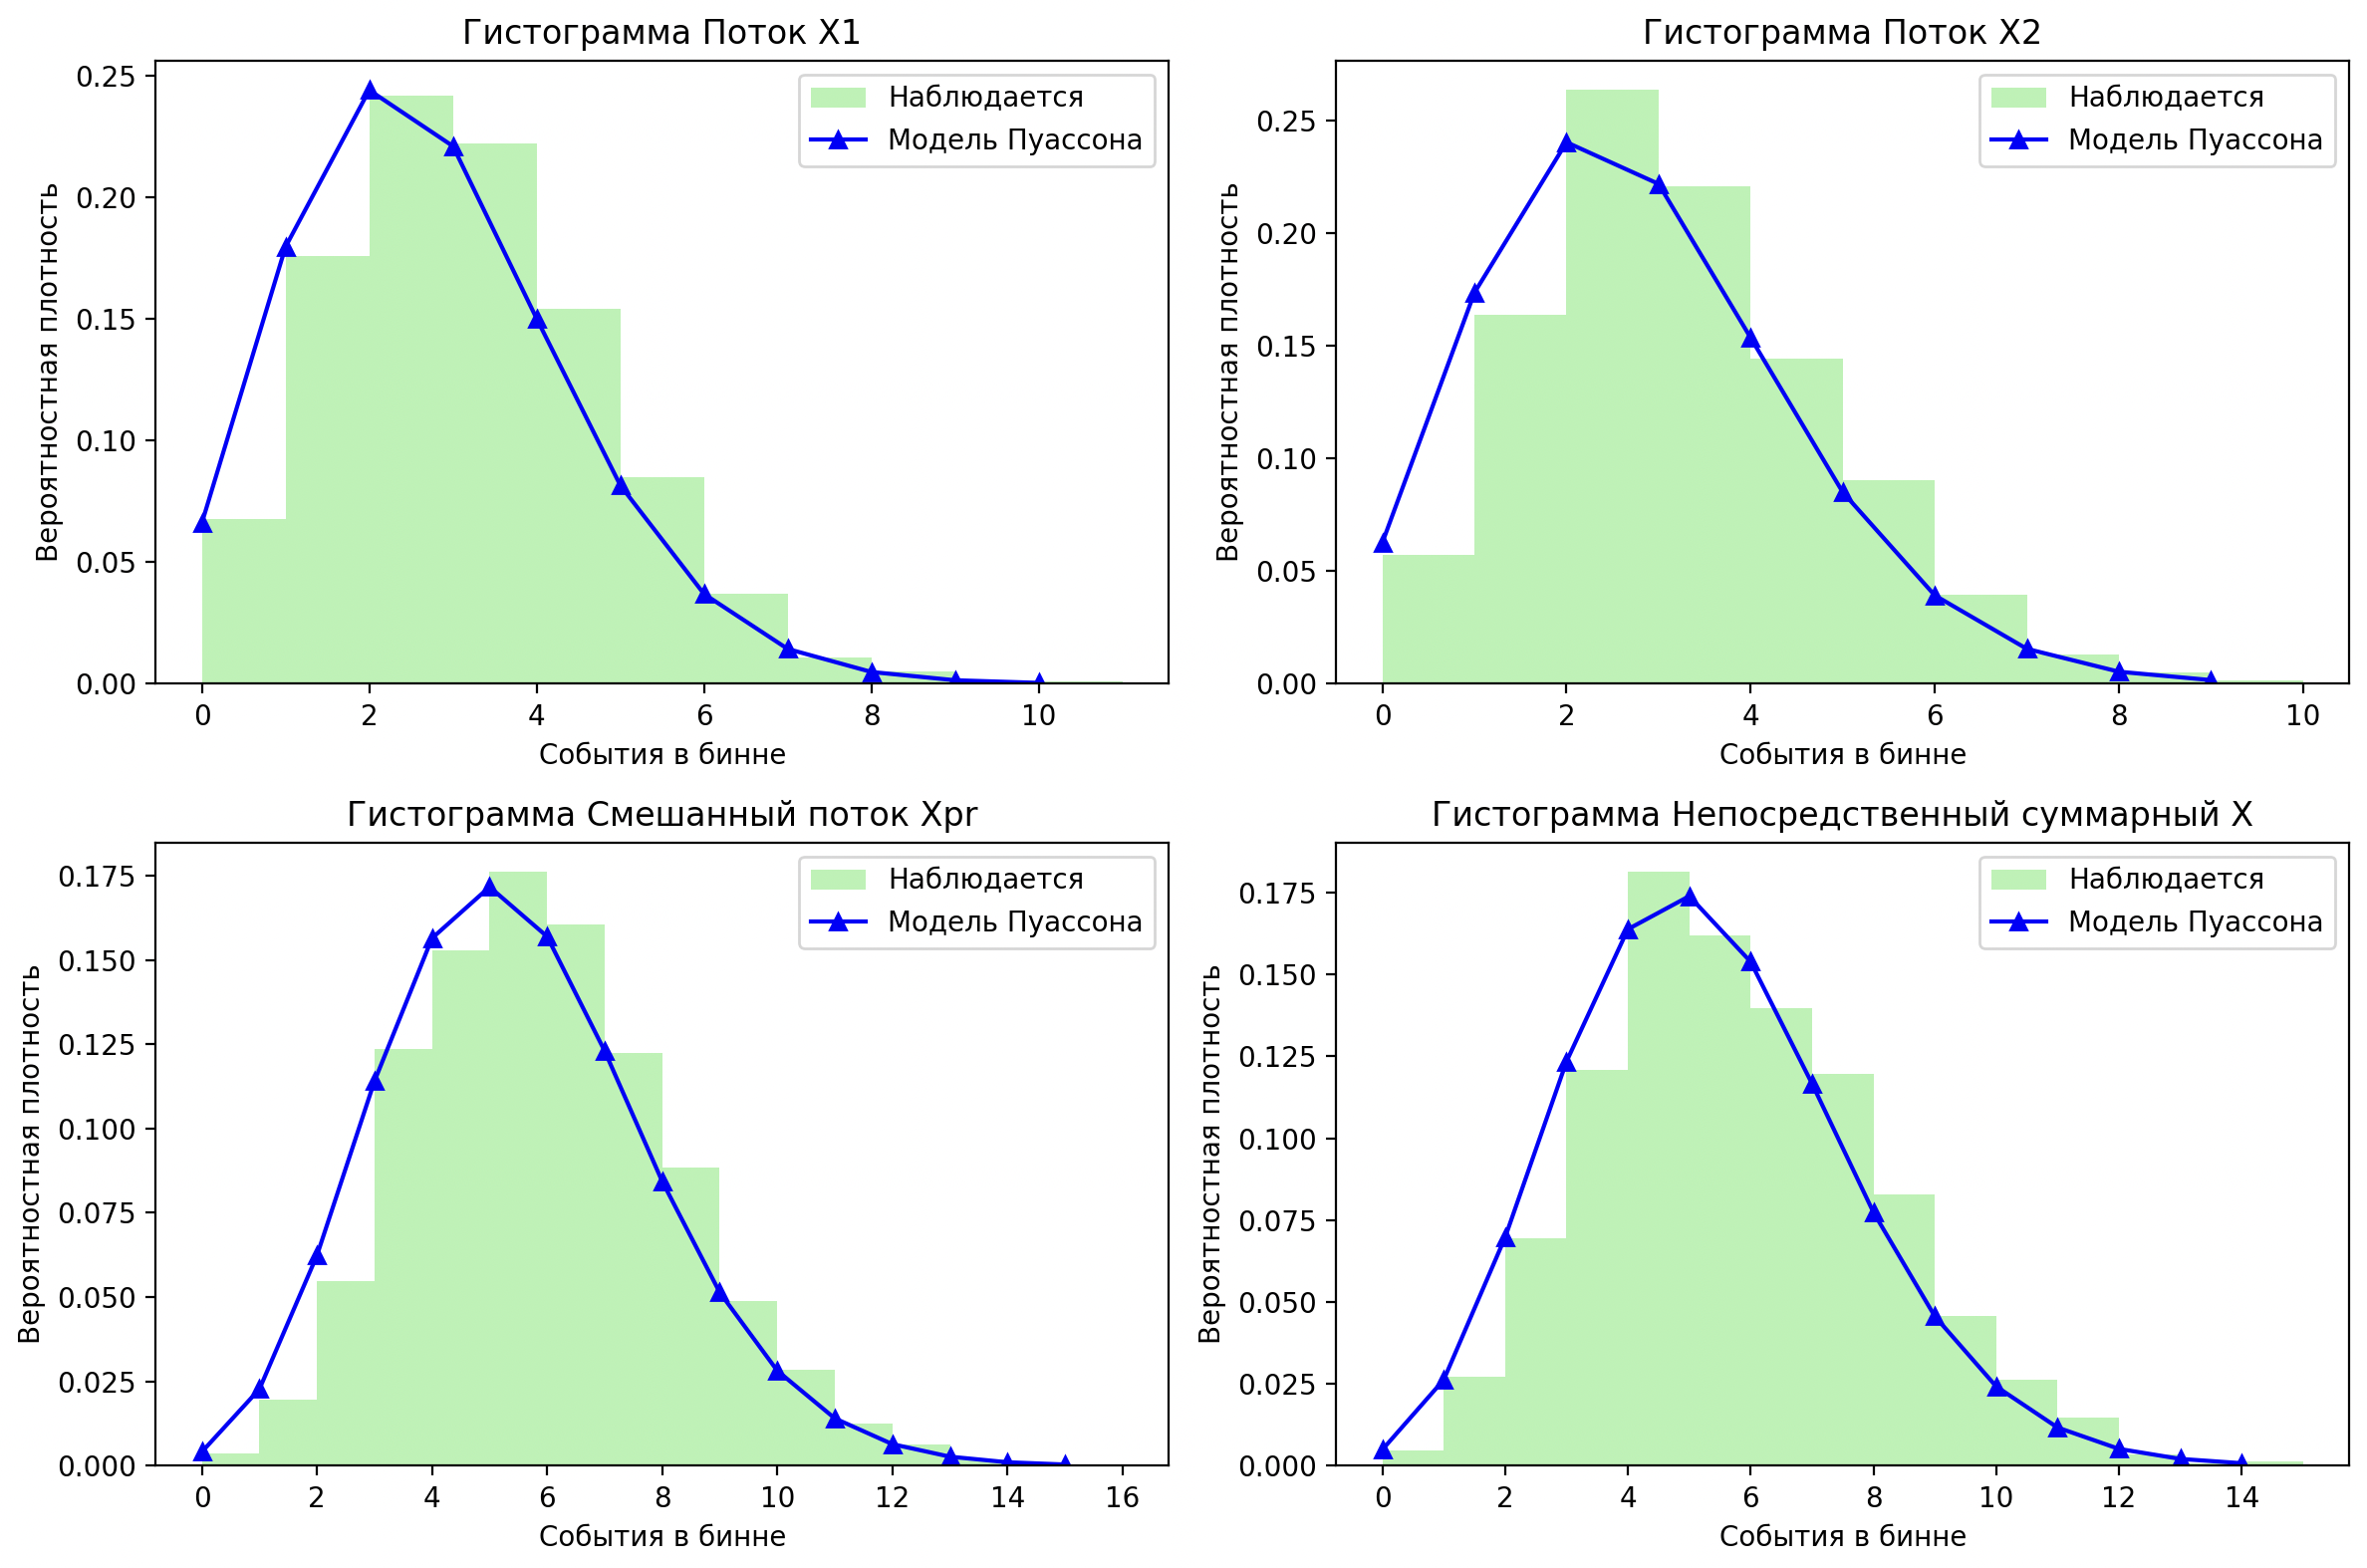 Гистограмма Поток X1
0.25
0.20
0.15
0.10
0.05
0.00
Вероятностная плотность
Наблюдается
Модель Пуассона
0 2 4 6 8 10
События в бинне
Гистограмма Поток X2
0.25
0.20
0.15
0.10
0.05
0.00
Вероятностная плотность
Наблюдается
Модель Пуассона
0 2 4 6 8 10
События в бинне
Гистограмма Смешанный поток Xpr
0.175
0.150
0.125
0.100
0.075
0.050
0.025
0.000
Вероятностная плотность
Наблюдается
Модель Пуассона
0 2 4 6 8 10 12 14 16
События в бинне
Гистограмма Непосредственный суммарный X
0.175
0.150
0.125
0.100
0.075
0.050
0.025
0.000
Вероятностная плотность
Наблюдается
Модель Пуассона
0 2 4 6 8 10 12 14
События в бинне